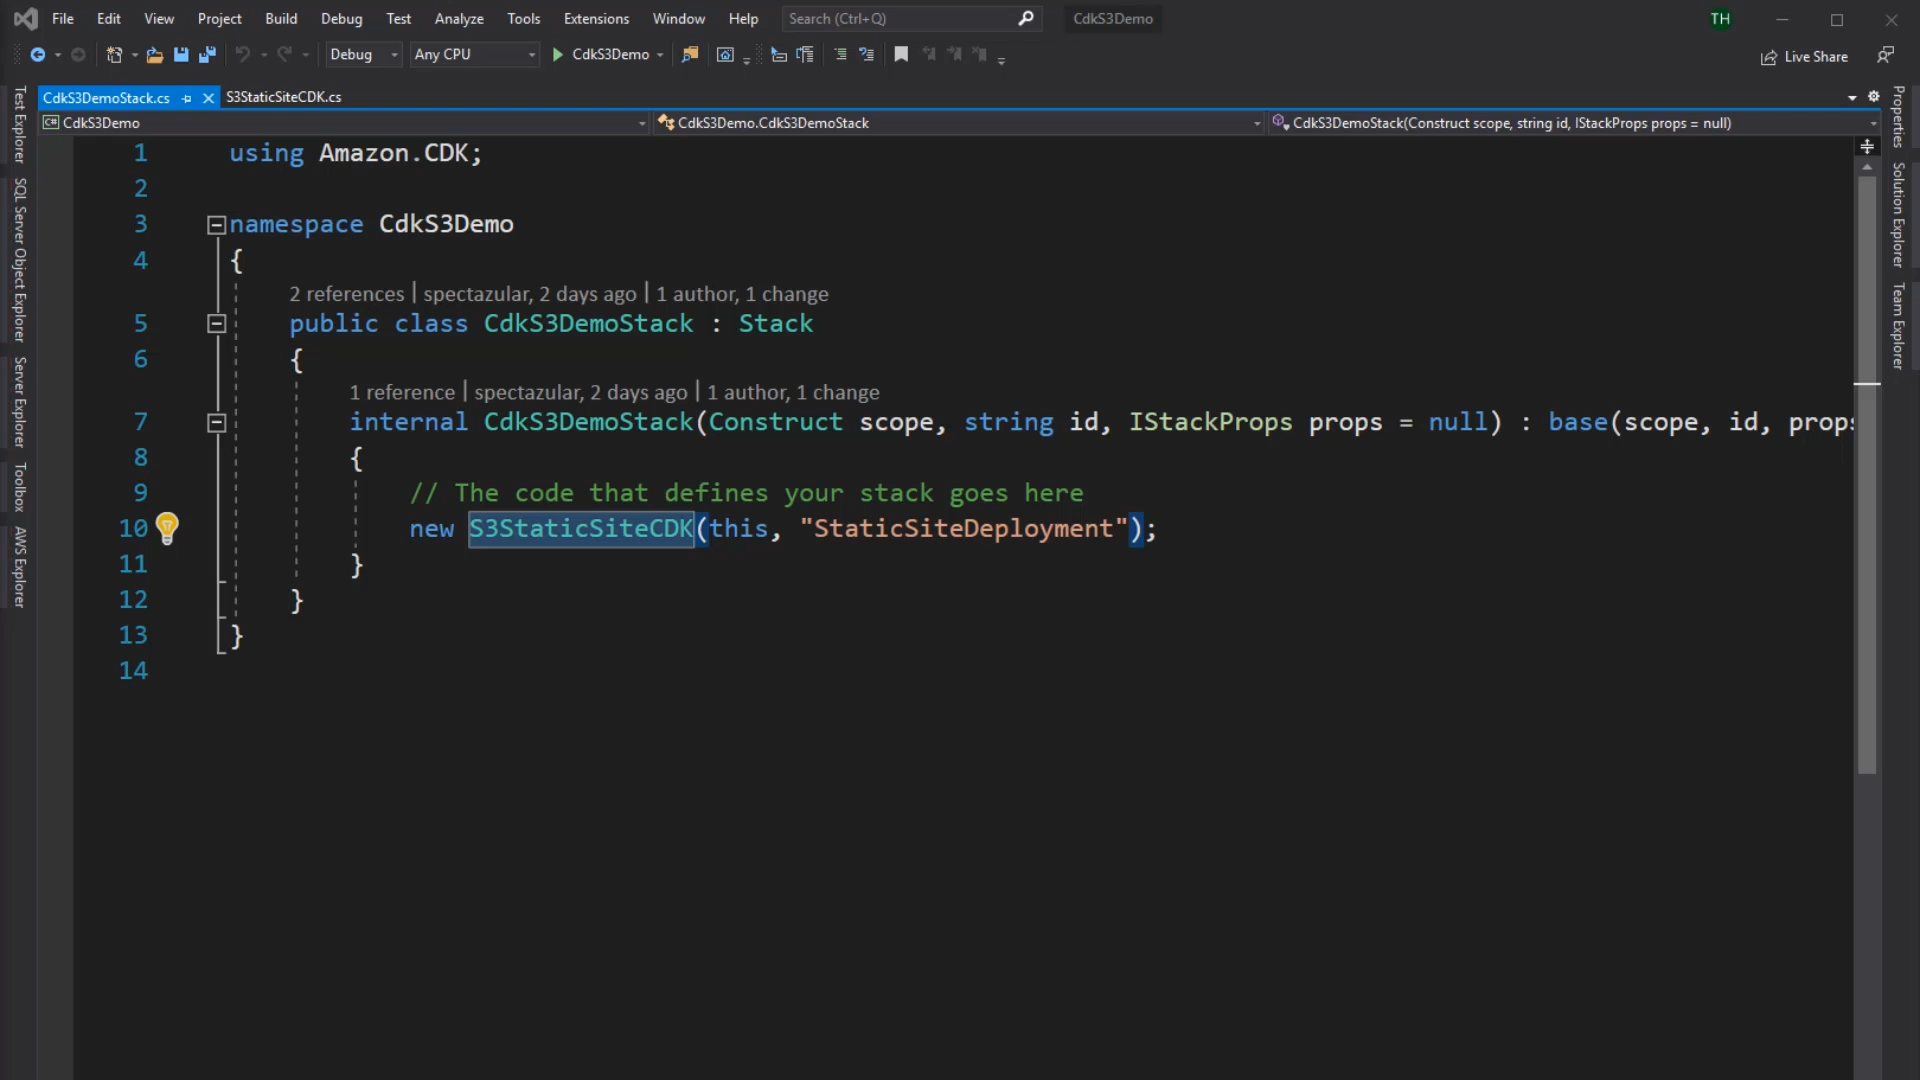 File Edit View Project Build Debug Test Analyze Tools Extensions Window Help Search (Ctrl+Q) CdkS3Demo TH
Debug Any CPU CdkS3Demo Live Share
CdkS3DemoStack.cs S3StaticSiteCDK.cs
C# CdkS3Demo CdkS3Demo.CdkS3DemoStack CdkS3DemoStack(Construct scope, string id, IStackProps props = null)
1 using Amazon.CDK;
2
3 namespace CdkS3Demo
4 {
2 references | spectazular, 2 days ago | 1 author, 1 change
5 public class CdkS3DemoStack : Stack
6 {
1 reference | spectazular, 2 days ago | 1 author, 1 change
7 internal CdkS3DemoStack(Construct scope, string id, IStackProps props = null) : base(scope, id, props
8 {
9 // The code that defines your stack goes here
10 new S3StaticSiteCDK(this, "StaticSiteDeployment");
11 }
12 }
13 }
14
Test Explorer
SQL Server Object Explorer
Server Explorer
Toolbox
AWS Explorer
Properties
Solution Explorer
Team Explorer